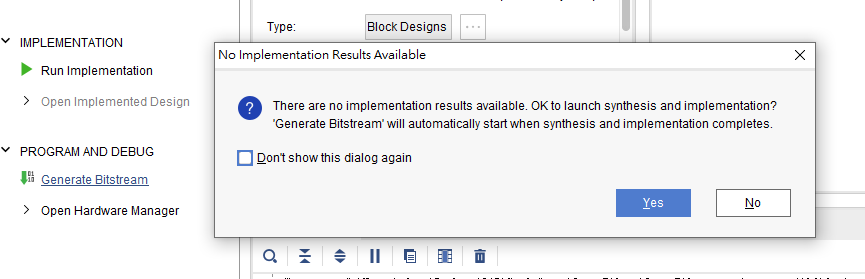 Type:
Block Designs
...
IMPLEMENTATION
Run Implementation
Open Implemented Design
PROGRAM AND DEBUG
Generate Bitstream
Open Hardware Manager
No Implementation Results Available
There are no implementation results available. OK to launch synthesis and implementation?
'Generate Bitstream' will automatically start when synthesis and implementation completes.
Don't show this dialog again
Yes
No